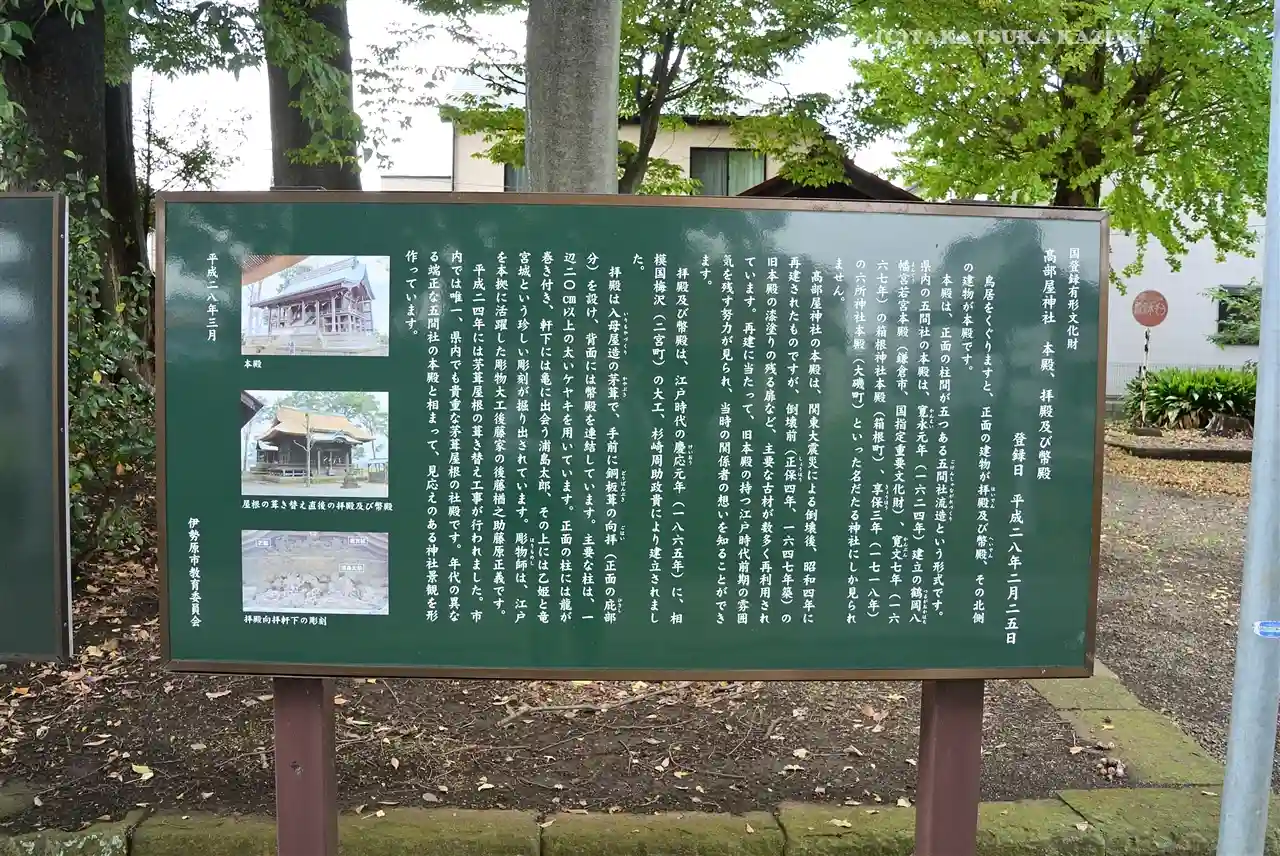 (C)TAKATSUKA KAZUKI
国登録有形文化財
高部屋神社　本殿、拝殿及び幣殿
登録日　平成二八年二月二五日
鳥居をくぐりますと、正面の建物が拝殿及び幣殿、その北側
の建物が本殿です。
本殿は、正面の柱間が五つある五間社流造という形式です。
県内の五間社の本殿は、寛永元年（一六二四年）建立の鶴岡八
幡宮若宮本殿（鎌倉市、国指定重要文化財）、寛文七年（一六
六七年）の箱根神社本殿（箱根町）、享保三年（一七一八年）
の六所神社本殿（大磯町）といった名だたる神社にしか見られ
ません。
高部屋神社の本殿は、関東大震災による倒壊後、昭和四年に
再建されたものですが、倒壊前（正保四年、一六四七年築）の
旧本殿の漆塗りの残る扉など、主要な古材が数多く再利用され
ています。再建に当たって、旧本殿の持つ江戸時代前期の雰囲
気を残す努力が見られ、当時の関係者の想いを知ることができ
ます。
拝殿及び幣殿は、江戸時代の慶応元年（一八六五年）に、相
模国梅沢（二宮町）の大工、杉崎周助政貴により建立されまし
た。
拝殿は入母屋造の茅葺で、手前に銅板葺の向拝（正面の庇部
分）を設け、背面には幣殿を連結しています。主要な柱は、一
辺二〇㎝以上の太いケヤキを用いています。正面の柱には龍が
巻き付き、軒下には亀に出会う浦島太郎、その上には乙姫と竜
宮城という珍しい彫刻が掘り出されています。彫物師は、江戸
を本拠に活躍した彫物大工後藤家の後藤楢之助藤原正義です。
平成二四年には茅葺屋根の葺き替え工事が行われました。市
内では唯一、県内でも貴重な茅葺屋根の社殿です。年代の異な
る端正な五間社の本殿と相まって、見応えのある神社景観を形
作っています。
本殿
屋根の葺き替え直後の拝殿及び幣殿
拝殿向拝軒下の彫刻
平成二八年三月
伊勢原市教育委員会